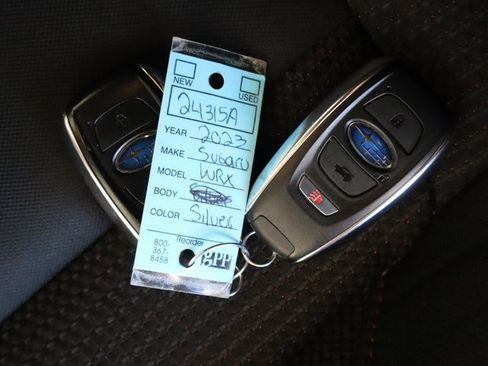 NEW USED
24315A
YEAR 2023
MAKE Subaru
MODEL WRX
BODY
COLOR Silver
Reorder
800-
367-
8458
gpp